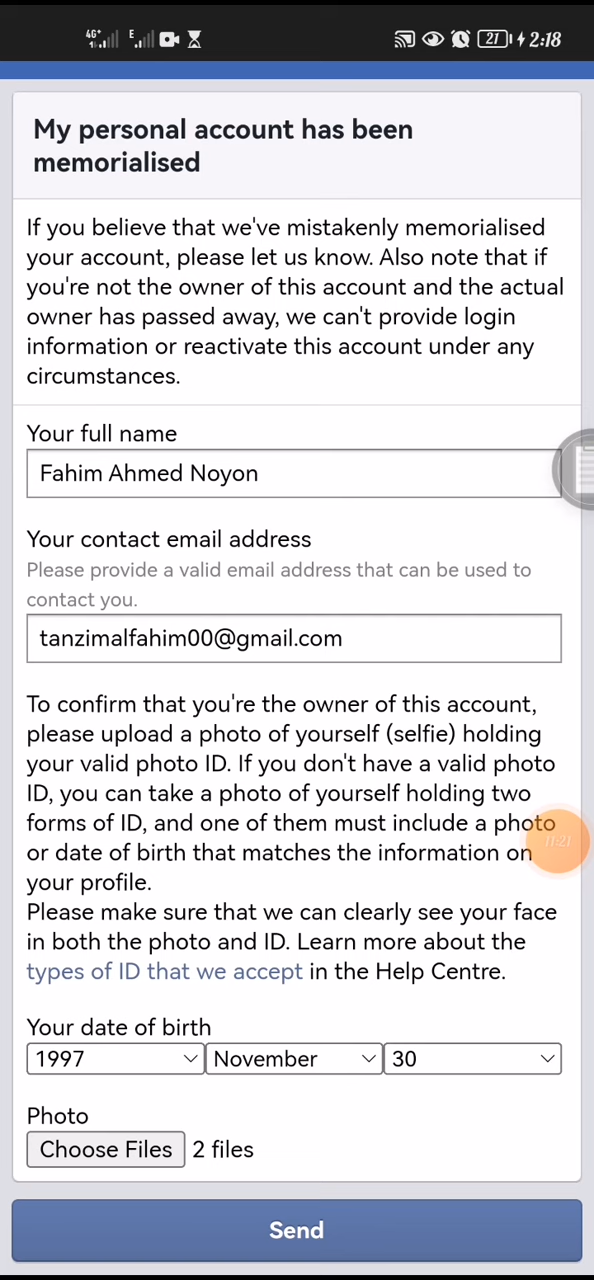 4G+ E 21 2:18
My personal account has been
memorialised
If you believe that we've mistakenly memorialised
your account, please let us know. Also note that if
you're not the owner of this account and the actual
owner has passed away, we can't provide login
information or reactivate this account under any
circumstances.
Your full name
Fahim Ahmed Noyon
Your contact email address
Please provide a valid email address that can be used to
contact you.
tanzimalfahim00@gmail.com
To confirm that you're the owner of this account,
please upload a photo of yourself (selfie) holding
your valid photo ID. If you don't have a valid photo
ID, you can take a photo of yourself holding two
forms of ID, and one of them must include a photo
or date of birth that matches the information on
11:21
your profile.
Please make sure that we can clearly see your face
in both the photo and ID. Learn more about the
types of ID that we accept in the Help Centre.
Your date of birth
1997 November 30
Photo
Choose Files 2 files
Send